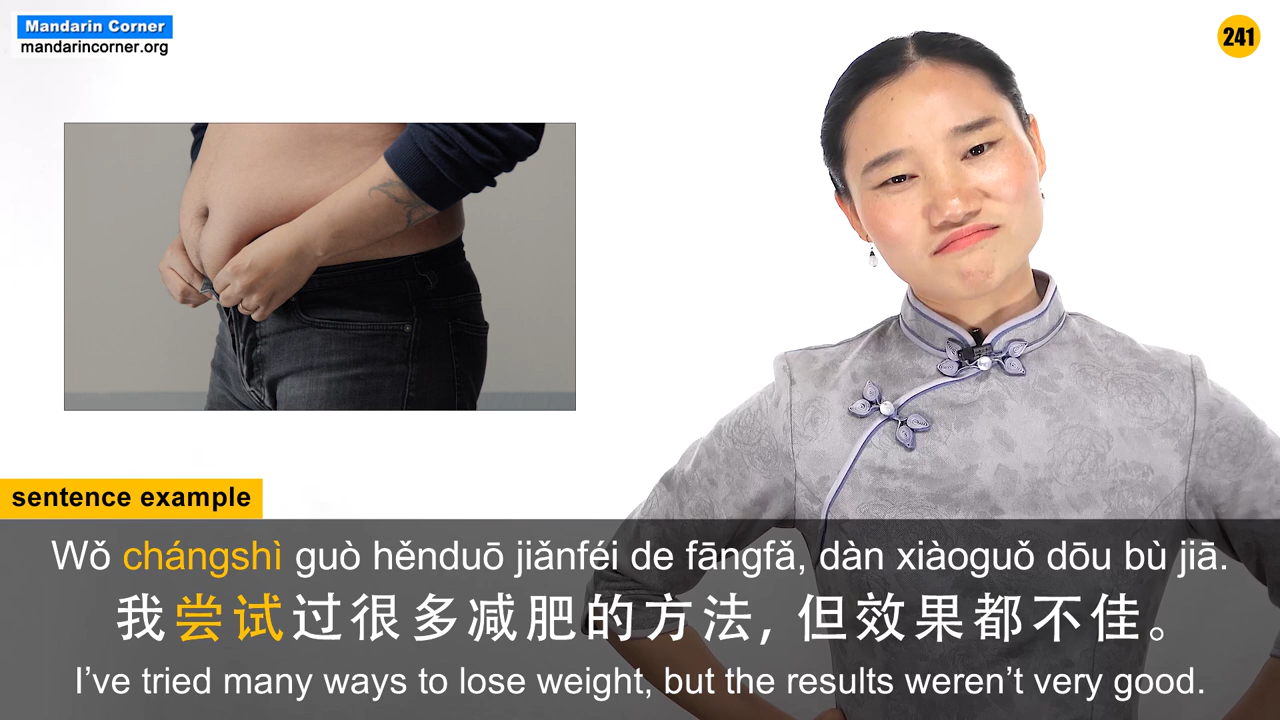 Mandarin Corner
mandarincorner.org
241
sentence example
Wǒ chángshì guò hěnduō jiǎnféi de fāngfǎ, dàn xiàoguǒ dōu bù jiā.
我尝试过很多减肥的方法, 但效果都不佳。
I’ve tried many ways to lose weight, but the results weren’t very good.